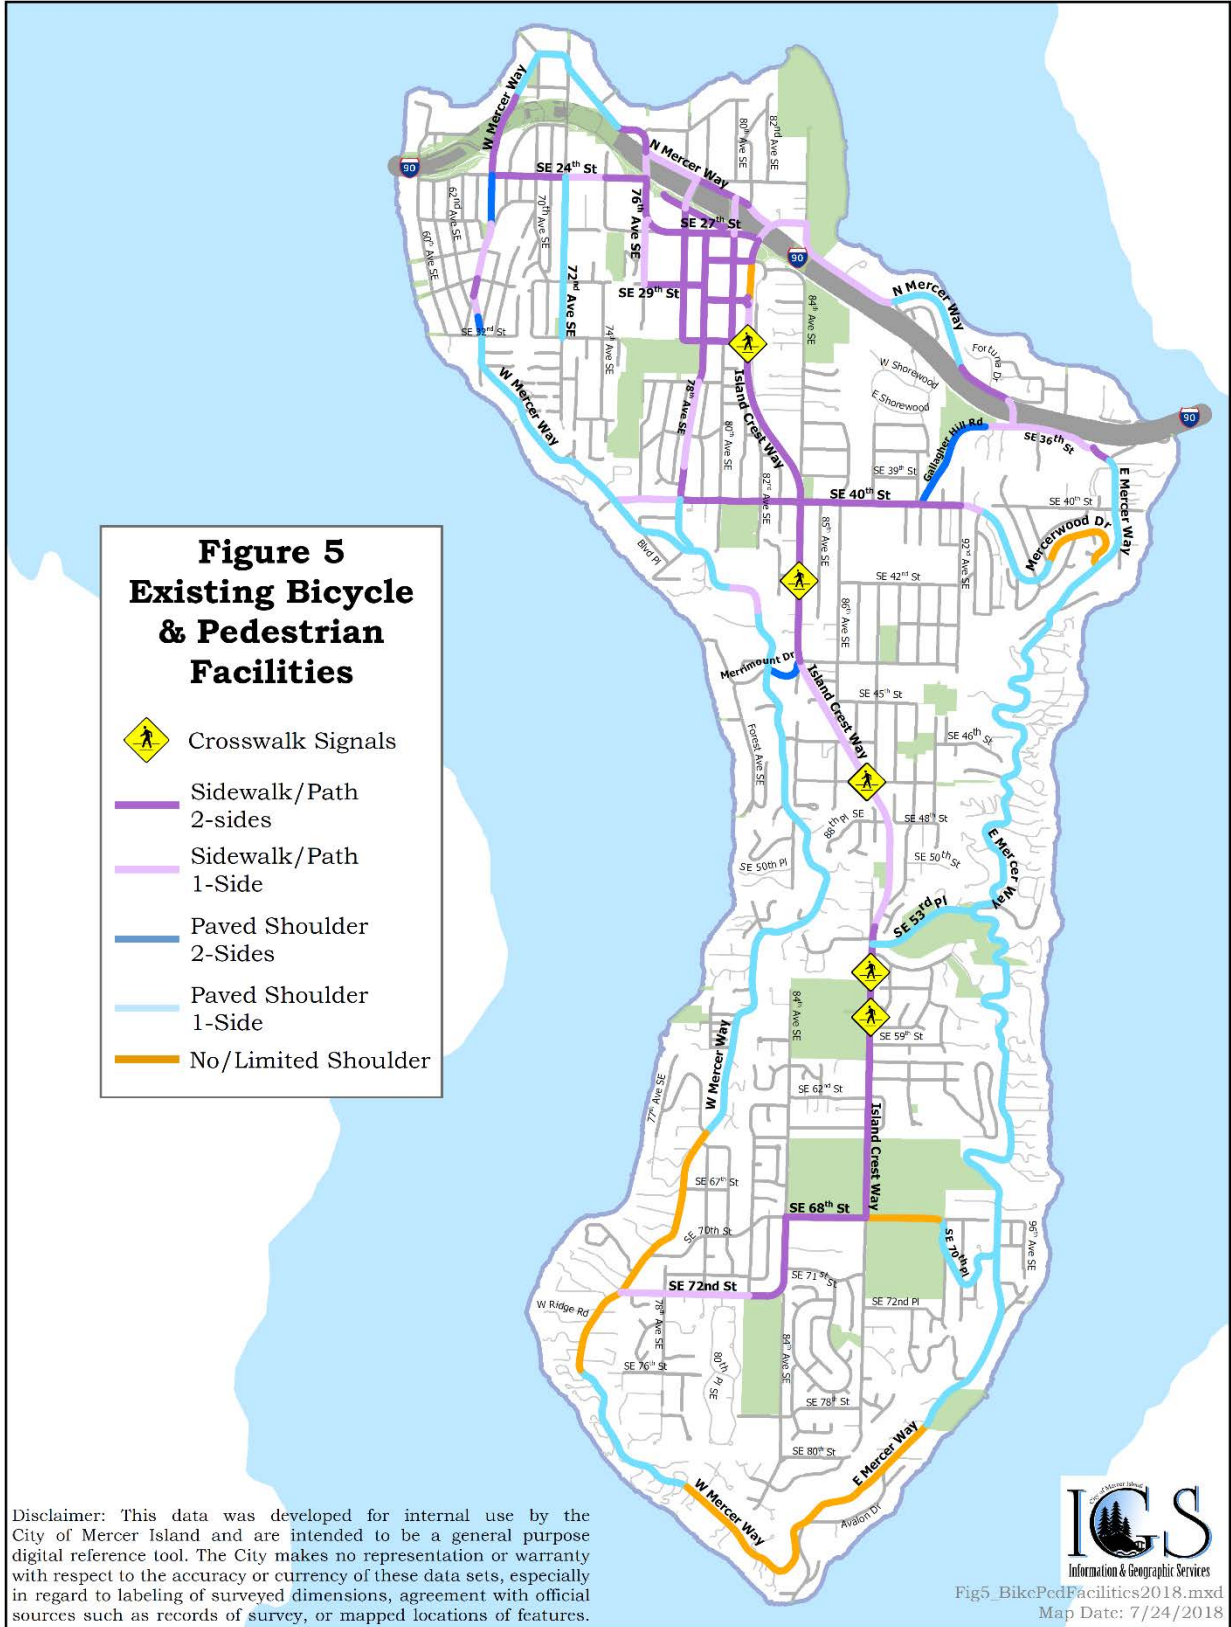 W Mercer Way
80th Ave SE
82nd Ave SE
N Mercer Way
90
SE 24th St
62nd Ave SE
70th Ave SE
76th Ave SE
SE 27th St
60th Ave SE
90
72nd Ave SE
SE 29th St
N Mercer Way
84th Ave SE
SE 32nd St
74th Ave SE
Fortuna Dr
W Shorewood
W Mercer Way
78th Ave SE
Island Crest Way
E Shorewood
90
80th Ave SE
Gallagher Hill Rd
SE 36th St
SE 39th St
82nd Ave SE
SE 40th St
SE 40th St
E Mercer Way
85th Ave SE
Mercerwood Dr
Blvd Pl
92nd Ave SE
SE 42nd St
86th Ave SE
Merrimount Dr
Island Crest Way
SE 45th St
Forest Ave SE
SE 46th St
88th Pl SE
SE 48th St
E Mercer Way
SE 50th Pl
SE 50th St
SE 53rd Pl
84th Ave SE
W Mercer Way
SE 59th St
77th Ave SE
SE 62nd St
Island Crest Way
SE 67th St
SE 68th St
SE 70th St
SE 70th Pl
96th Ave SE
SE 72nd St
SE 71st St
W Ridge Rd
78th Ave SE
SE 72nd Pl
SE 76th St
80th Pl SE
84th Ave SE
SE 78th St
SE 80th St
E Mercer Way
W Mercer Way
Avalon Dr
Figure 5
Existing Bicycle
& Pedestrian
Facilities
Crosswalk Signals
Sidewalk/Path
2-sides
Sidewalk/Path
1-Side
Paved Shoulder
2-Sides
Paved Shoulder
1-Side
No/Limited Shoulder
Disclaimer: This data was developed for internal use by the
City of Mercer Island and are intended to be a general purpose
digital reference tool. The City makes no representation or warranty
with respect to the accuracy or currency of these data sets, especially
in regard to labeling of surveyed dimensions, agreement with official
sources such as records of survey, or mapped locations of features.
City of Mercer Island
IGS
Information & Geographic Services
Fig5_BikePedFacilities2018.mxd
Map Date: 7/24/2018